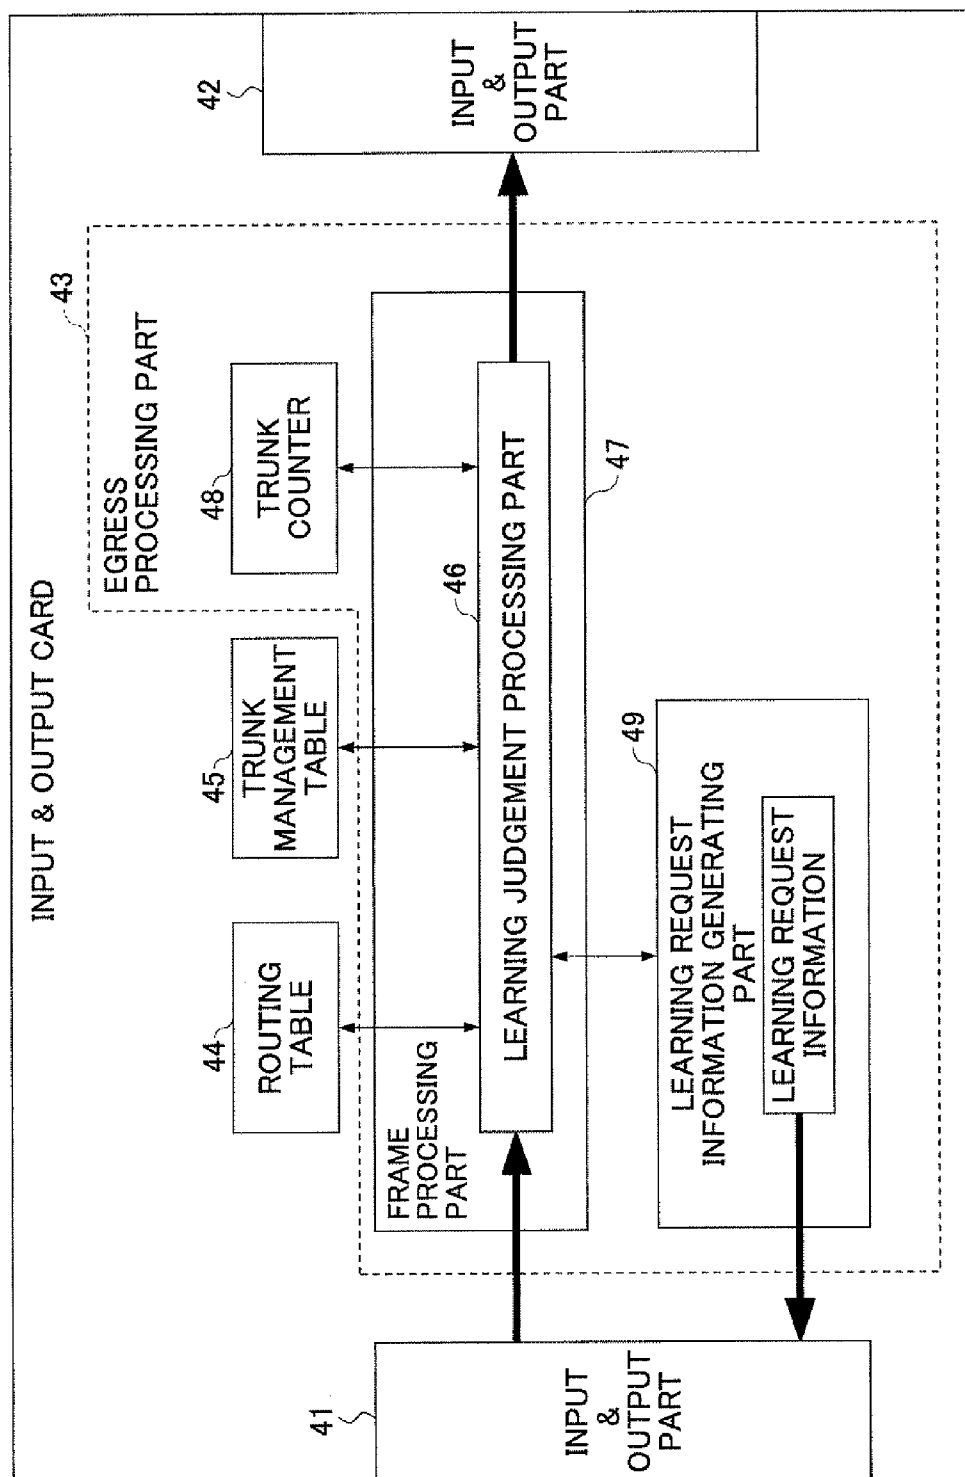 INPUT & OUTPUT CARD
43
EGRESS
PROCESSING PART
44
ROUTING
TABLE
45
TRUNK
MANAGEMENT
TABLE
48
TRUNK
COUNTER
42
INPUT
&
OUTPUT
PART
FRAME
PROCESSING
PART
46
LEARNING JUDGEMENT PROCESSING PART
47
41
INPUT
&
OUTPUT
PART
49
LEARNING REQUEST
INFORMATION GENERATING
PART
LEARNING REQUEST
INFORMATION